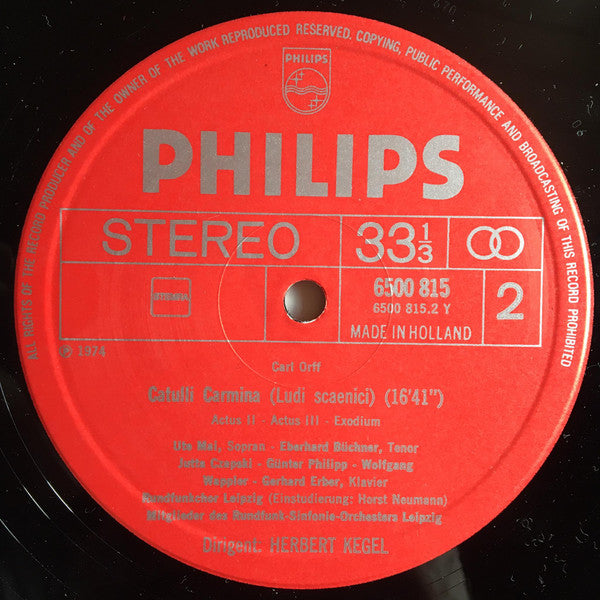 ALL RIGHTS OF THE RECORD PRODUCER AND OF THE OWNER OF THE WORK REPRODUCED RESERVED. COPYING, PUBLIC PERFORMANCE AND BROADCASTING OF THIS RECORD PROHIBITED
PHILIPS
PHILIPS
STEREO 33 1/3
STEMRA
6500 815
6500 815.2 Y
2
MADE IN HOLLAND
℗ 1974
Carl Orff
Catulli Carmina (Ludi scaenici) (16'41")
Actus II - Actus III - Exodium
Ute Mai, Sopran - Eberhard Büchner, Tenor
Jutta Czapski - Günter Philipp - Wolfgang
Wappler - Gerhard Erber, Klavier
Rundfunkchor Leipzig (Einstudierung: Horst Neumann)
Mitglieder des Rundfunk-Sinfonie-Orchesters Leipzig
Dirigent: HERBERT KEGEL